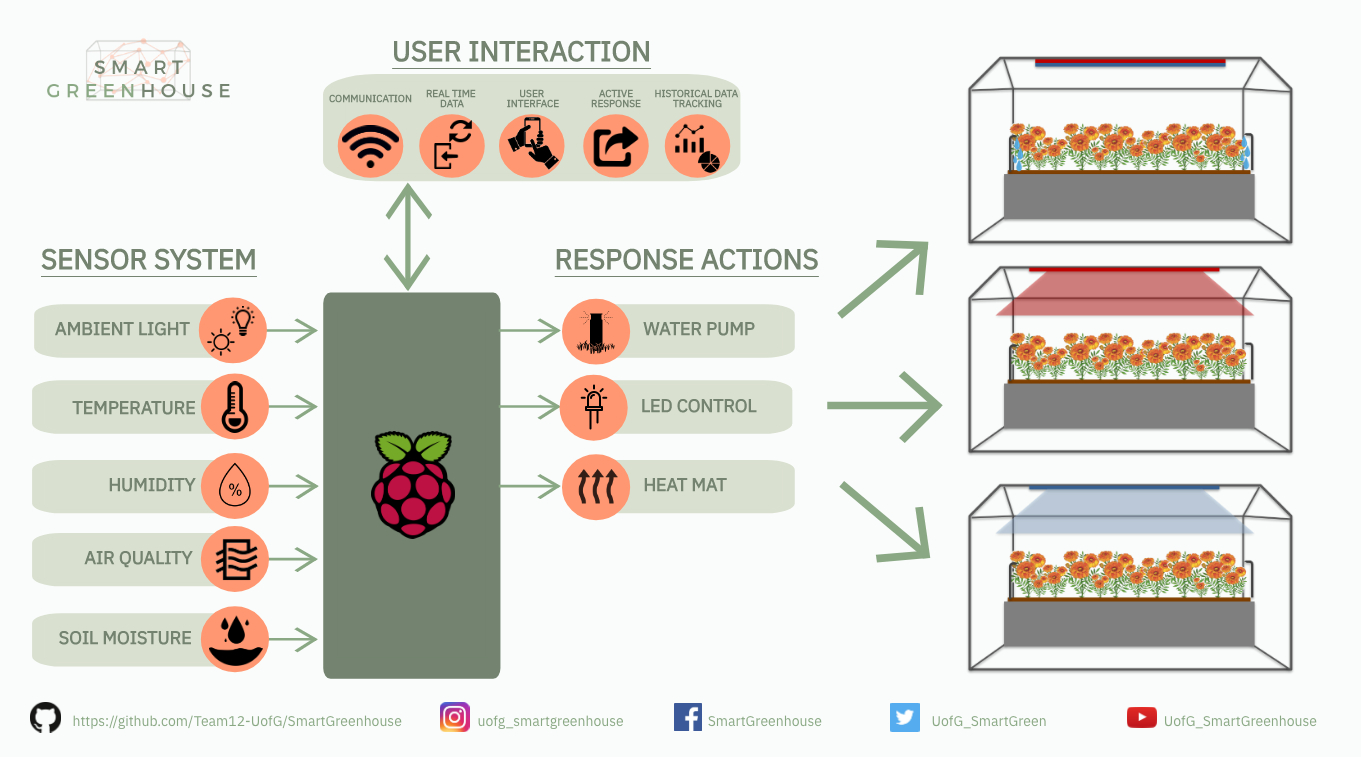 SMART
GREENHOUSE
USER INTERACTION
COMMUNICATION
REAL TIME
DATA
USER
INTERFACE
ACTIVE
RESPONSE
HISTORICAL DATA
TRACKING
SENSOR SYSTEM
AMBIENT LIGHT
TEMPERATURE
HUMIDITY
%
AIR QUALITY
SOIL MOISTURE
RESPONSE ACTIONS
WATER PUMP
LED CONTROL
HEAT MAT
https://github.com/Team12-UofG/SmartGreenhouse
uofg_smartgreenhouse
SmartGreenhouse
UofG_SmartGreen
UofG_SmartGreenhouse